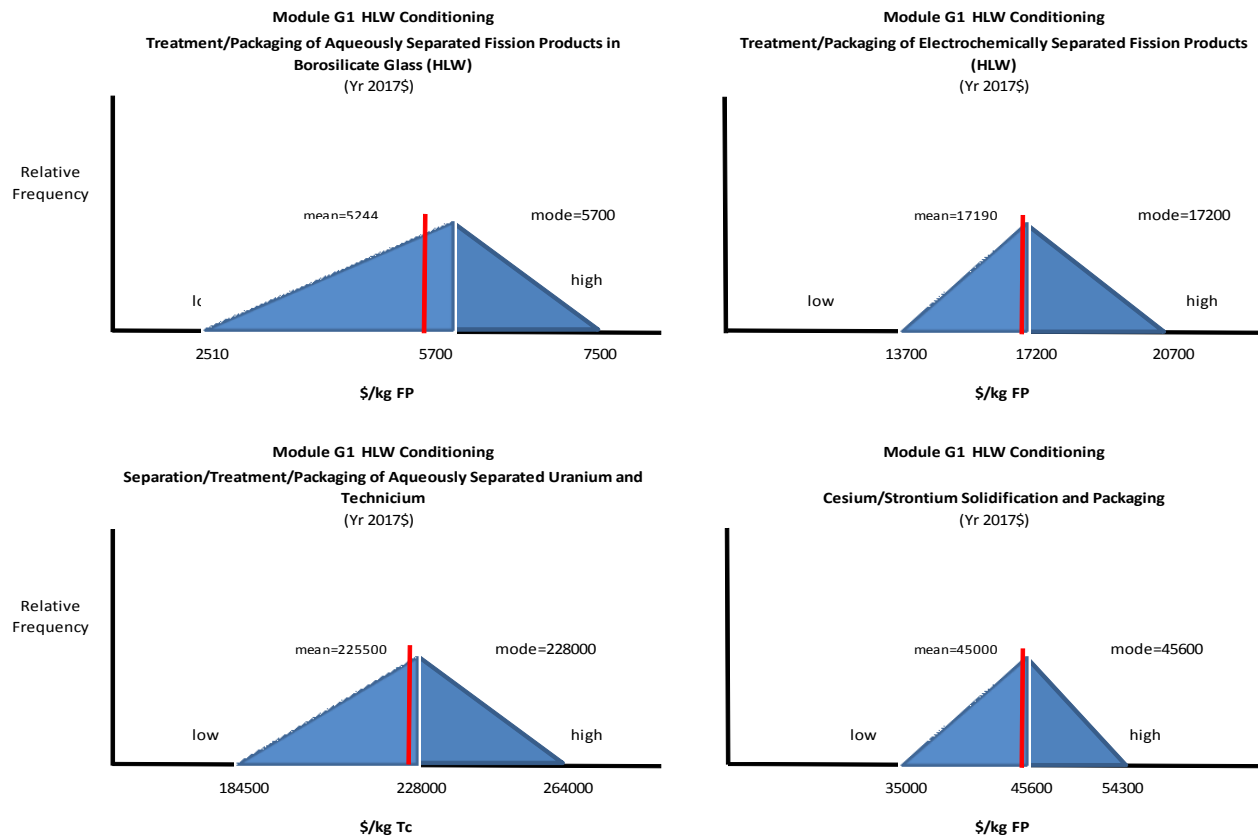 Module G1 HLW Conditioning
Treatment/Packaging of Aqueously Separated Fission Products in
Borosilicate Glass (HLW)
(Yr 2017$)
Relative
Frequency
mean=5244
mode=5700
high
2510
5700
7500
$/kg FP
Module G1 HLW Conditioning
Treatment/Packaging of Electrochemically Separated Fission Products
(HLW)
(Yr 2017$)
mean=17190
mode=17200
low
high
13700
17200
20700
$/kg FP
Module G1 HLW Conditioning
Separation/Treatment/Packaging of Aqueously Separated Uranium and
Technicium
(Yr 2017$)
Relative
Frequency
mean=225500
mode=228000
low
high
184500
228000
264000
$/kg Tc
Module G1 HLW Conditioning
Cesium/Strontium Solidification and Packaging
(Yr 2017$)
mean=45000
mode=45600
low
high
35000
45600
54300
$/kg FP